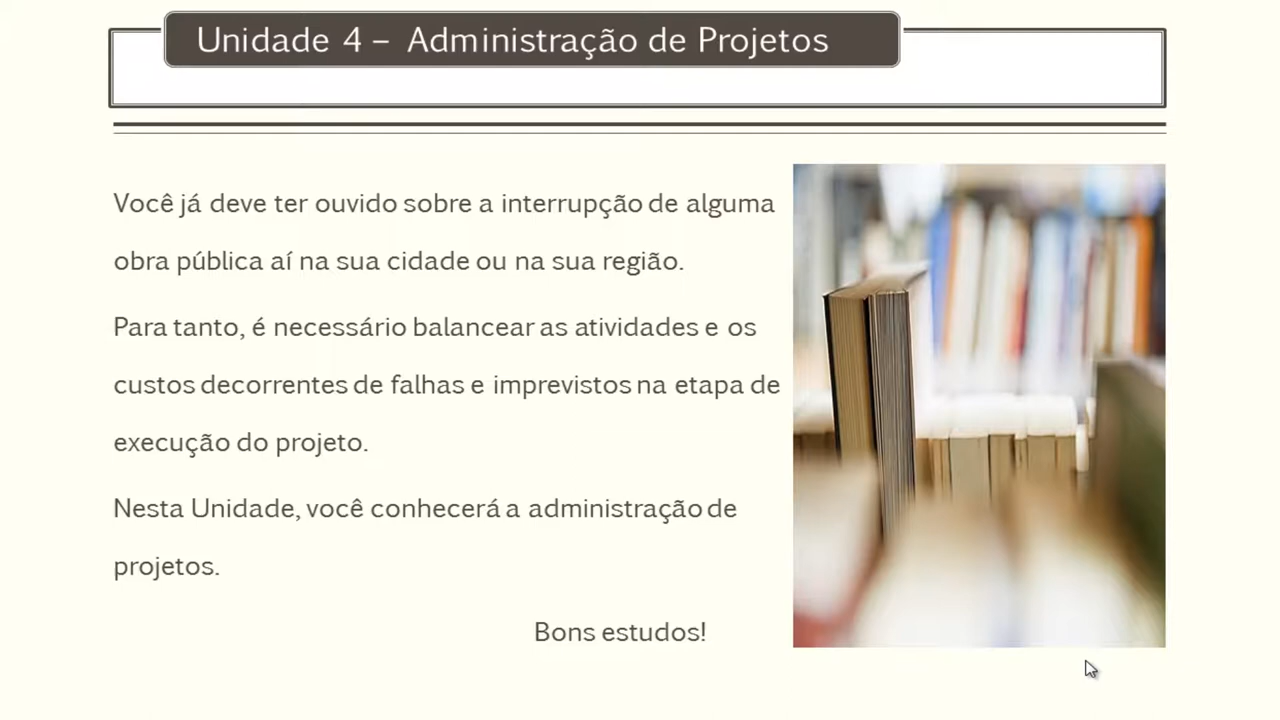 Unidade 4 – Administração de Projetos
Você já deve ter ouvido sobre a interrupção de alguma
obra pública aí na sua cidade ou na sua região.
Para tanto, é necessário balancear as atividades e os
custos decorrentes de falhas e imprevistos na etapa de
execução do projeto.
Nesta Unidade, você conhecerá a administração de
projetos.
Bons estudos!